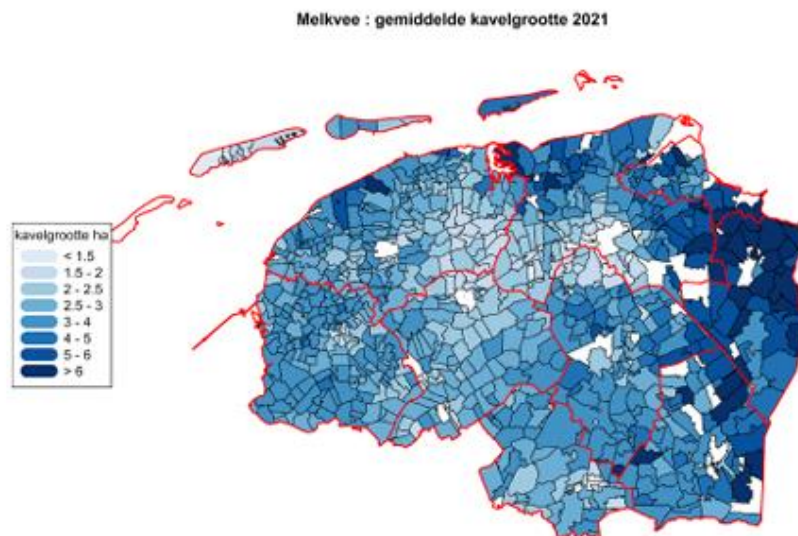 Melkvee : gemiddelde kavelgrootte 2021
kavelgrootte ha
< 1.5
1.5 - 2
2 - 2.5
2.5 - 3
3 - 4
4 - 5
5 - 6
> 6